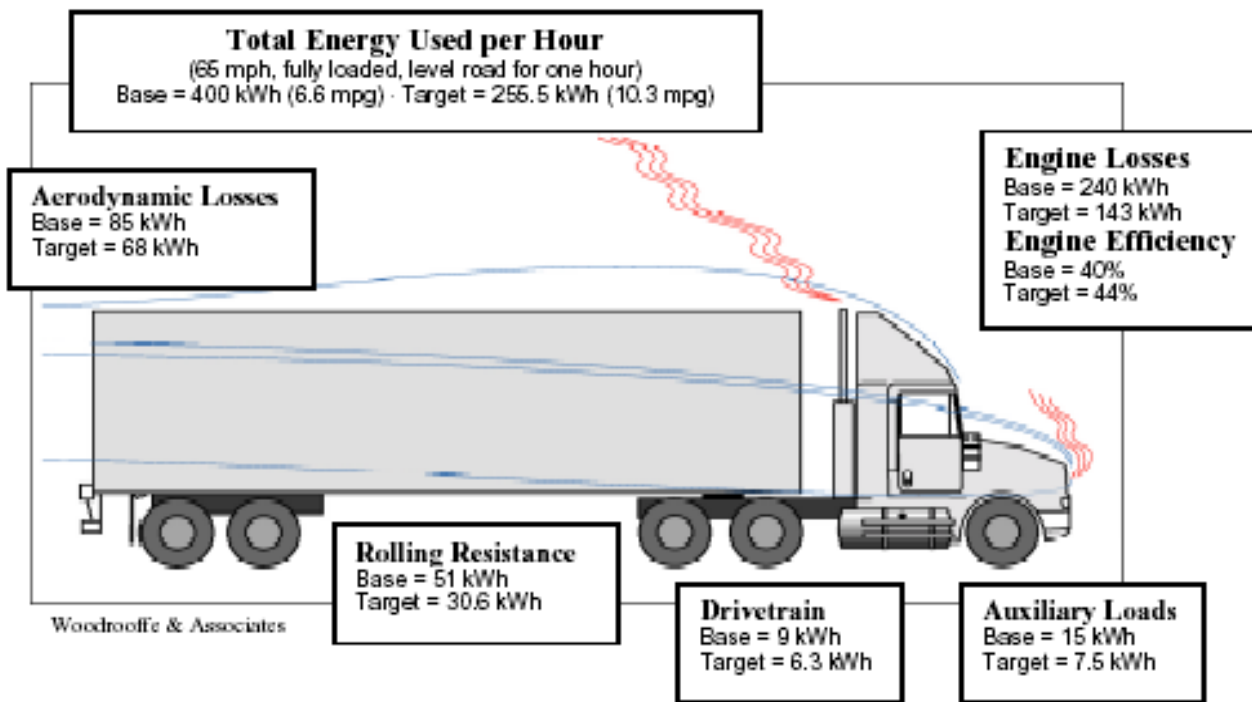 Total Energy Used per Hour
(65 mph, fully loaded, level road for one hour)
Base = 400 kWh (6.6 mpg) · Target = 255.5 kWh (10.3 mpg)
Aerodynamic Losses
Base = 85 kWh
Target = 68 kWh
Engine Losses
Base = 240 kWh
Target = 143 kWh
Engine Efficiency
Base = 40%
Target = 44%
Rolling Resistance
Base = 51 kWh
Target = 30.6 kWh
Woodrooffe & Associates
Drivetrain
Base = 9 kWh
Target = 6.3 kWh
Auxiliary Loads
Base = 15 kWh
Target = 7.5 kWh